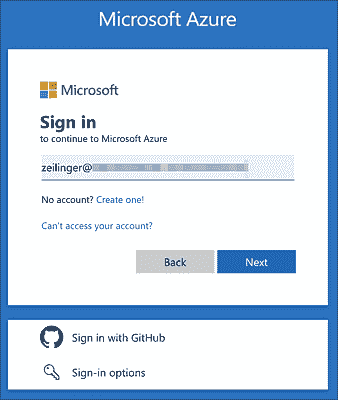 Microsoft Azure
Microsoft
Sign in
to continue to Microsoft Azure
zeilinger@
No account? Create one!
Can't access your account?
Back
Next
Sign in with GitHub
Sign-in options